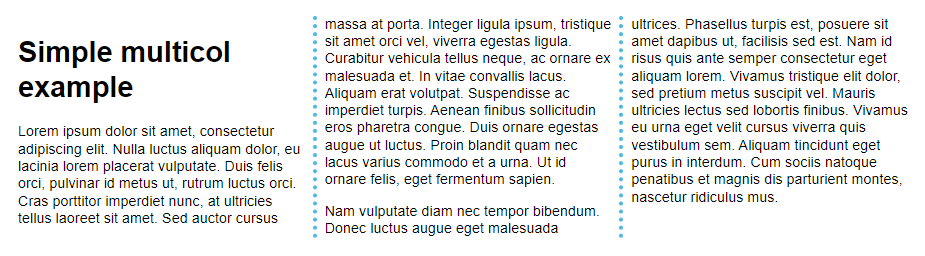 Simple multicol
example
Lorem ipsum dolor sit amet, consectetur
adipiscing elit. Nulla luctus aliquam dolor, eu
lacinia lorem placerat vulputate. Duis felis
orci, pulvinar id metus ut, rutrum luctus orci.
Cras porttitor imperdiet nunc, at ultricies
tellus laoreet sit amet. Sed auctor cursus
massa at porta. Integer ligula ipsum, tristique
sit amet orci vel, viverra egestas ligula.
Curabitur vehicula tellus neque, ac ornare ex
malesuada et. In vitae convallis lacus.
Aliquam erat volutpat. Suspendisse ac
imperdiet turpis. Aenean finibus sollicitudin
eros pharetra congue. Duis ornare egestas
augue ut luctus. Proin blandit quam nec
lacus varius commodo et a urna. Ut id
ornare felis, eget fermentum sapien.
Nam vulputate diam nec tempor bibendum.
Donec luctus augue eget malesuada
ultrices. Phasellus turpis est, posuere sit
amet dapibus ut, facilisis sed est. Nam id
risus quis ante semper consectetur eget
aliquam lorem. Vivamus tristique elit dolor,
sed pretium metus suscipit vel. Mauris
ultricies lectus sed lobortis finibus. Vivamus
eu urna eget velit cursus viverra quis
vestibulum sem. Aliquam tincidunt eget
purus in interdum. Cum sociis natoque
penatibus et magnis dis parturient montes,
nascetur ridiculus mus.